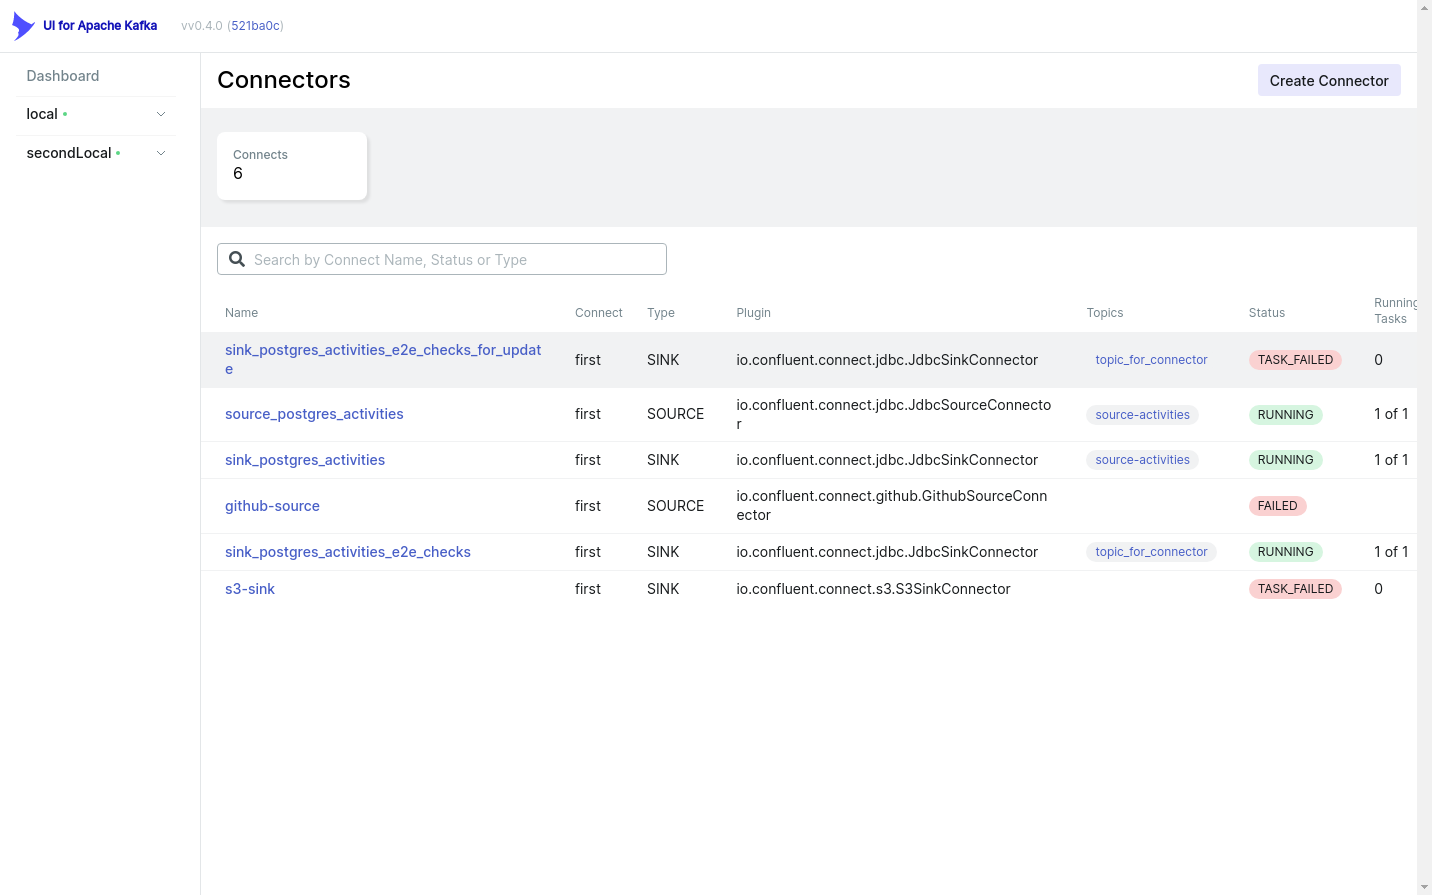 UI for Apache Kafka
vv0.4.0 (521ba0c)
Dashboard
local
secondLocal
Connectors
Create Connector
Connects
6
Search by Connect Name, Status or Type
Name Connect Type Plugin Topics Status Running
Tasks
sink_postgres_activities_e2e_checks_for_updat
e
first SINK io.confluent.connect.jdbc.JdbcSinkConnector topic_for_connector TASK_FAILED 0
source_postgres_activities first SOURCE io.confluent.connect.jdbc.JdbcSourceConnecto
r
source-activities RUNNING 1 of 1
sink_postgres_activities first SINK io.confluent.connect.jdbc.JdbcSinkConnector source-activities RUNNING 1 of 1
github-source first SOURCE io.confluent.connect.github.GithubSourceConn
ector
FAILED
sink_postgres_activities_e2e_checks first SINK io.confluent.connect.jdbc.JdbcSinkConnector topic_for_connector RUNNING 1 of 1
s3-sink first SINK io.confluent.connect.s3.S3SinkConnector TASK_FAILED 0